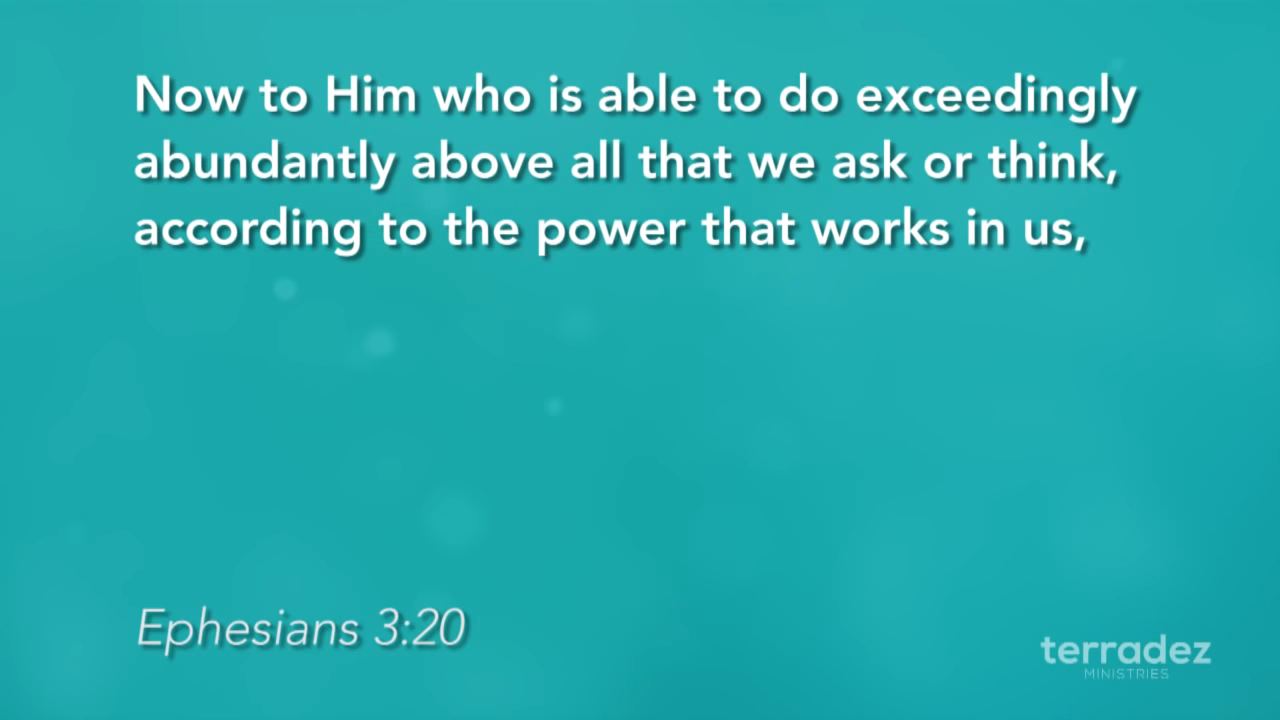 Now to Him who is able to do exceedingly
abundantly above all that we ask or think,
according to the power that works in us,
Ephesians 3:20
terradez
MINISTRIES